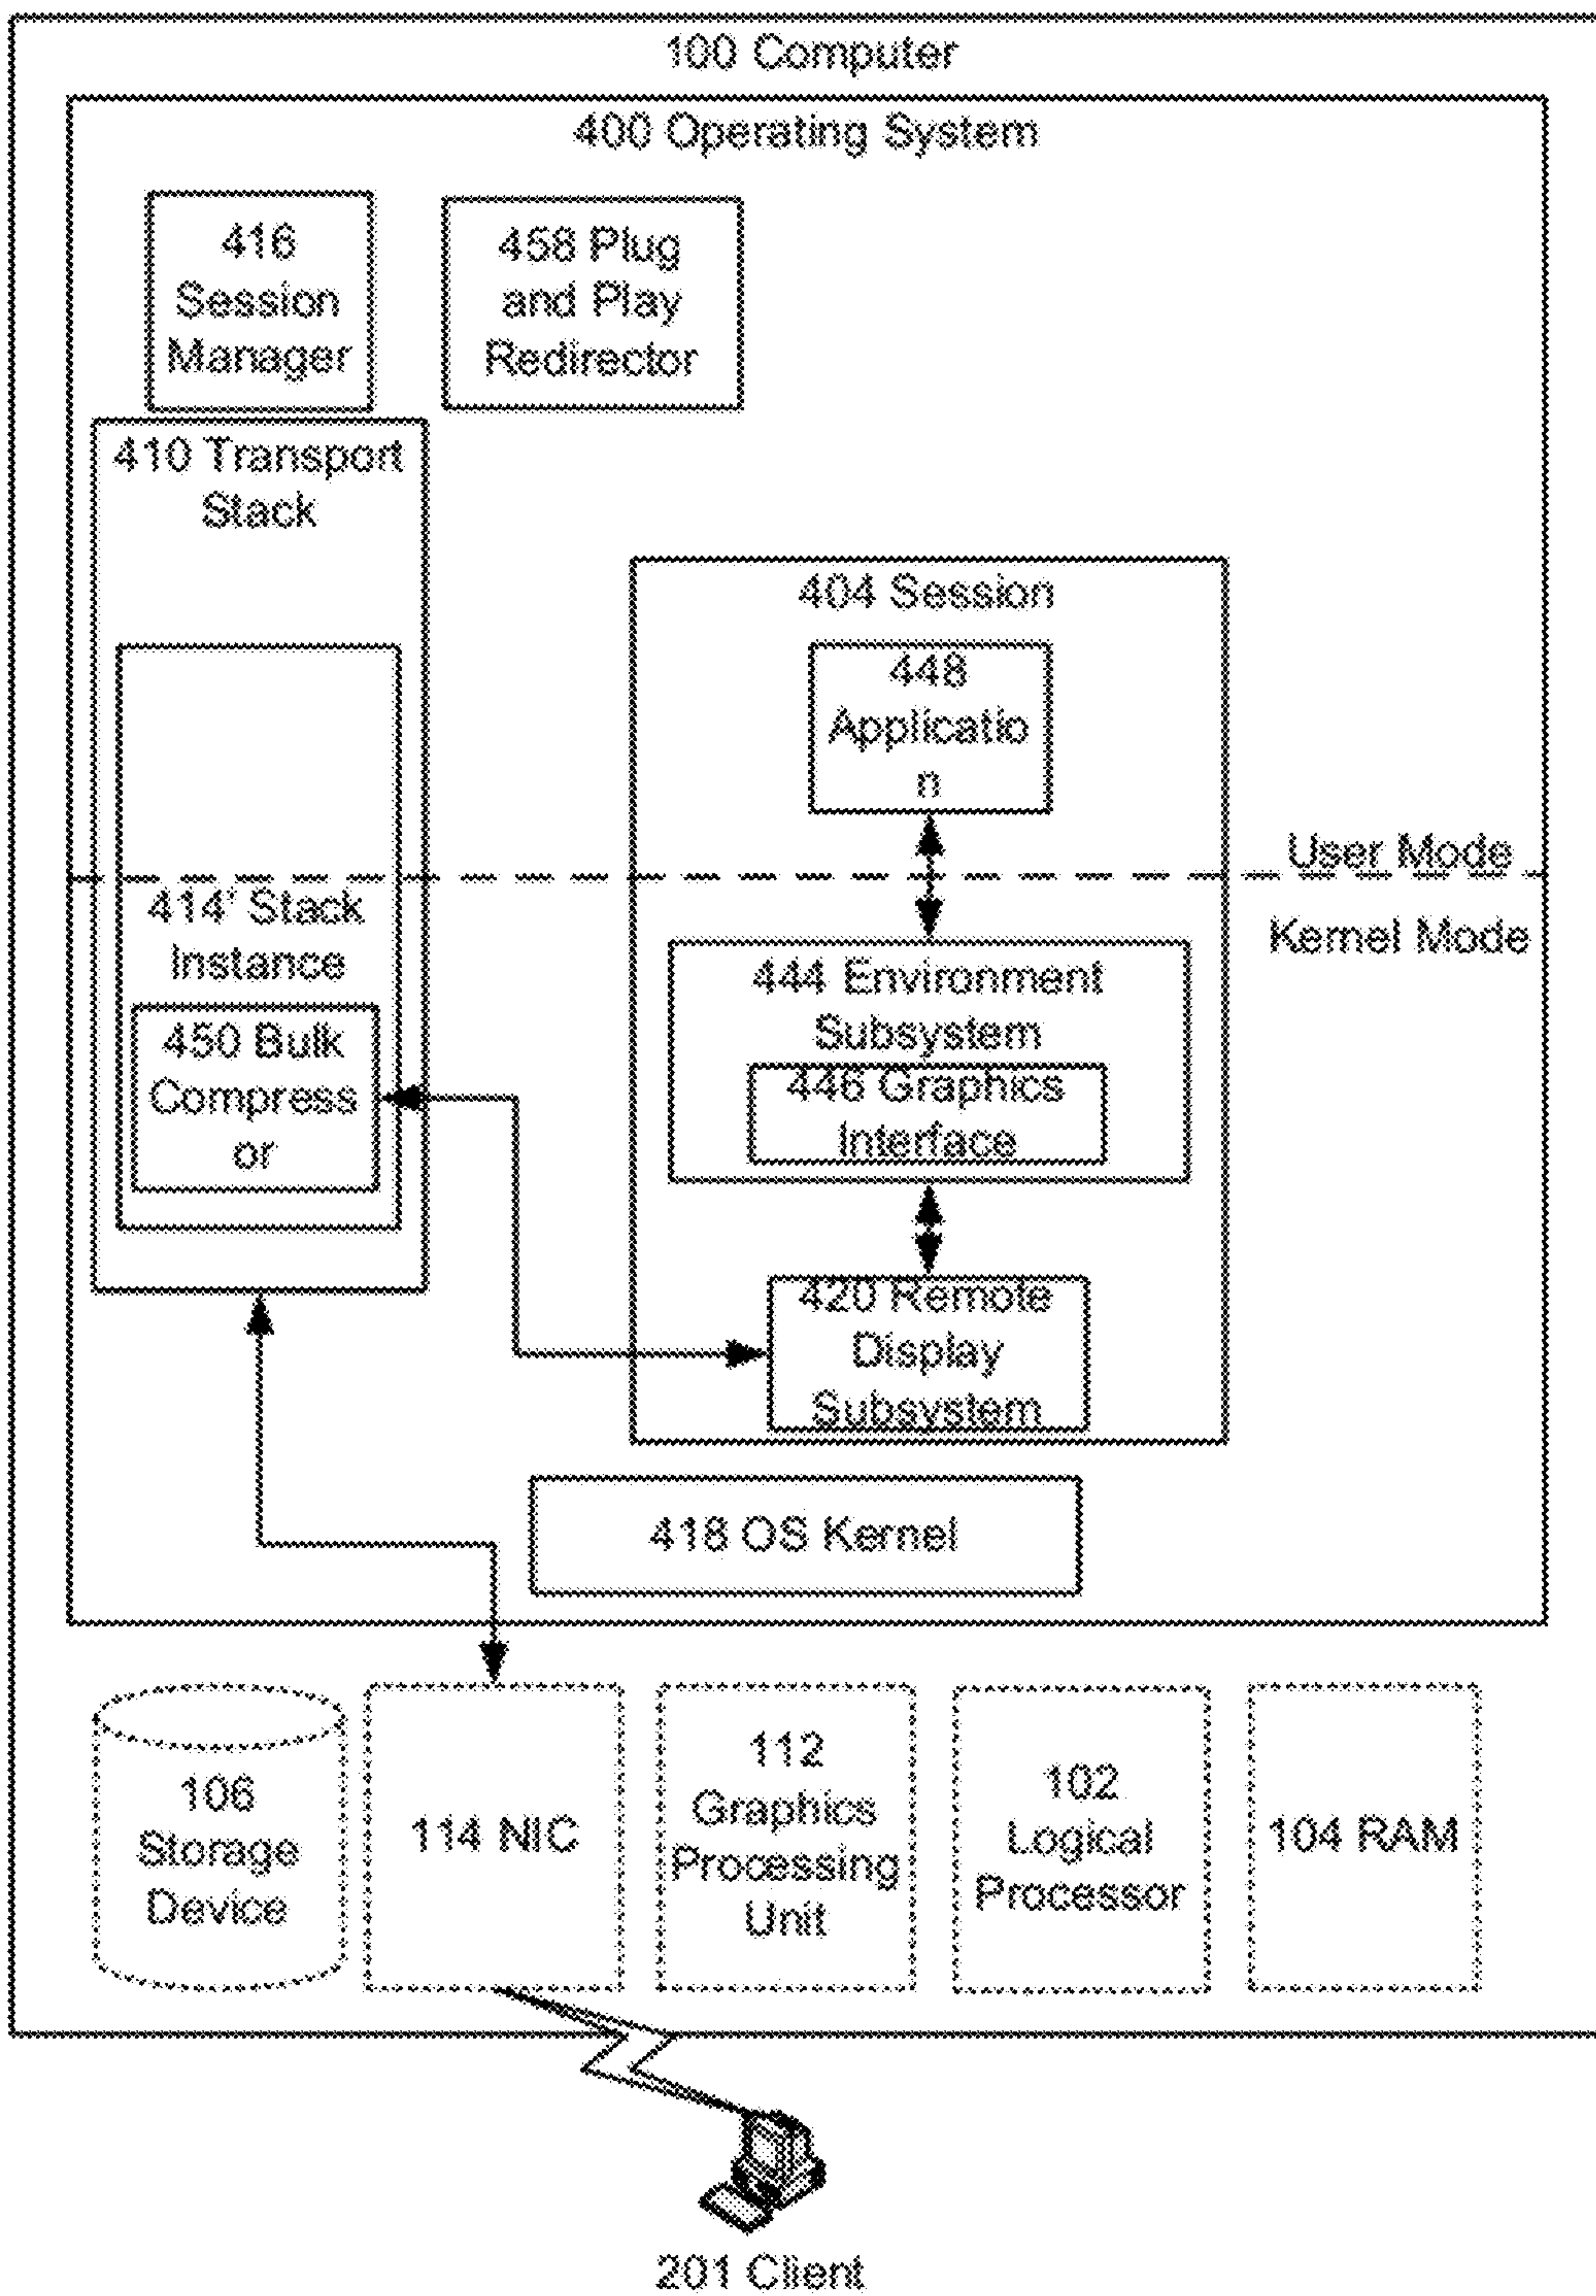 100 Computer
400 Operating System
416
Session
Manager
458 Plug
and Play
Redirector
410 Transport
Stack
404 Session
448
Applicatio
n
User Mode
Kernel Mode
414' Stack
Instance
450 Bulk
Compress
or
444 Environment
Subsystem
446 Graphics
Interface
420 Remote
Display
Subsystem
418 OS Kernel
106
Storage
Device
114 NIC
112
Graphics
Processing
Unit
102
Logical
Processor
104 RAM
201 Client